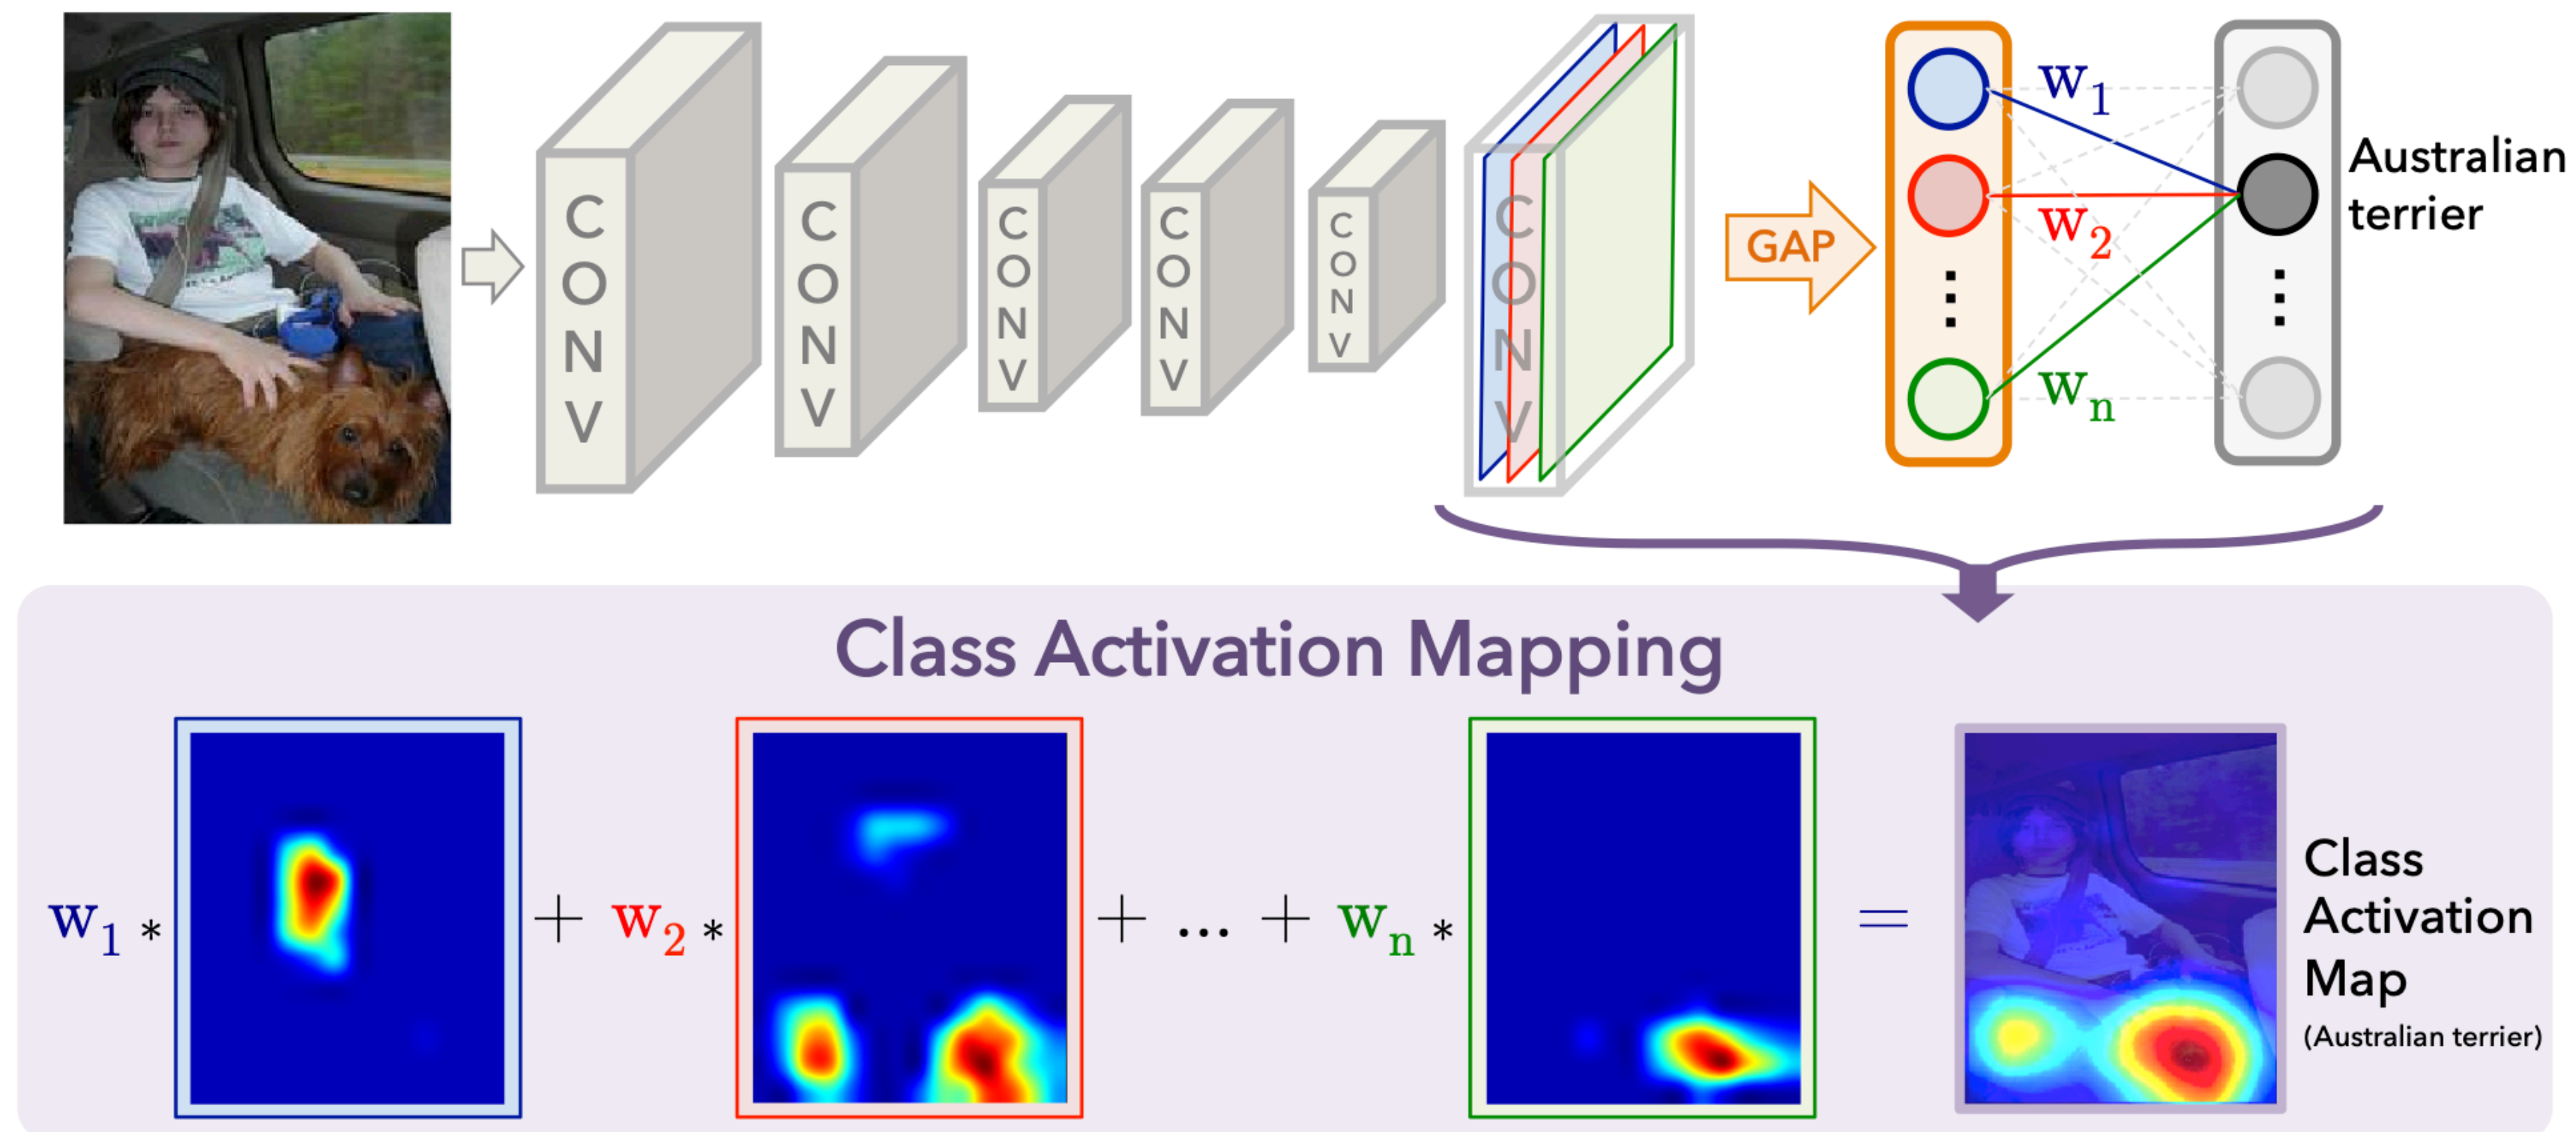 CONV
CONV
CONV
CONV
CONV
CONV
GAP
w1
w2
wn
Australian
terrier
Class Activation Mapping
w1 * + w2 * + ... + wn * =
Class
Activation
Map
(Australian terrier)